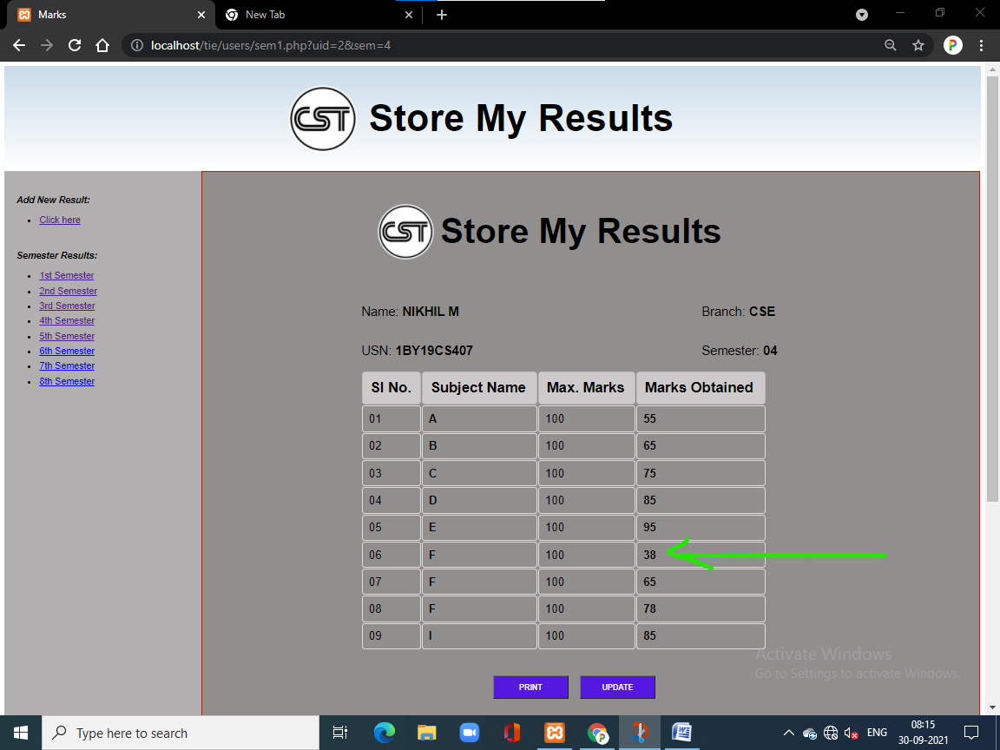 Marks
New Tab
localhost/tie/users/sem1.php?uid=2&sem=4
P
CST Store My Results
Add New Result:
Click here
Semester Results:
1st Semester
2nd Semester
3rd Semester
4th Semester
5th Semester
6th Semester
7th Semester
8th Semester
CST Store My Results
Name: NIKHIL M Branch: CSE
USN: 1BY19CS407 Semester: 04
Sl No. Subject Name Max. Marks Marks Obtained
01 A 100 55
02 B 100 65
03 C 100 75
04 D 100 85
05 E 100 95
06 F 100 38
07 F 100 65
08 F 100 78
09 I 100 85
PRINT UPDATE
Activate Windows
Go to Settings to activate Windows.
Type here to search
ENG
08:15
30-09-2021